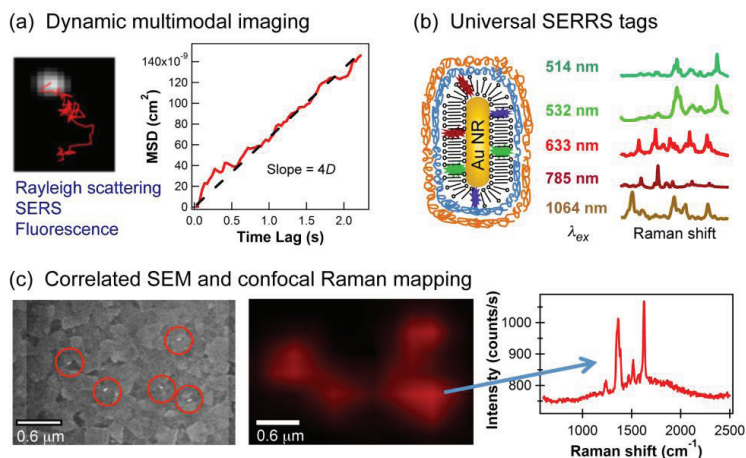 (a) Dynamic multimodal imaging
Rayleigh scattering
SERS
Fluorescence
MSD (cm²)
140x10⁻⁹
120
100
80
60
40
20
0
Slope = 4D
0.0 0.5 1.0 1.5 2.0
Time Lag (s)
(b) Universal SERRS tags
Au NR
514 nm
532 nm
633 nm
785 nm
1064 nm
λex
Raman shift
(c) Correlated SEM and confocal Raman mapping
0.6 µm
0.6 µm
Intensity (counts/s)
1000
900
800
1000 1500 2000 2500
Raman shift (cm⁻¹)